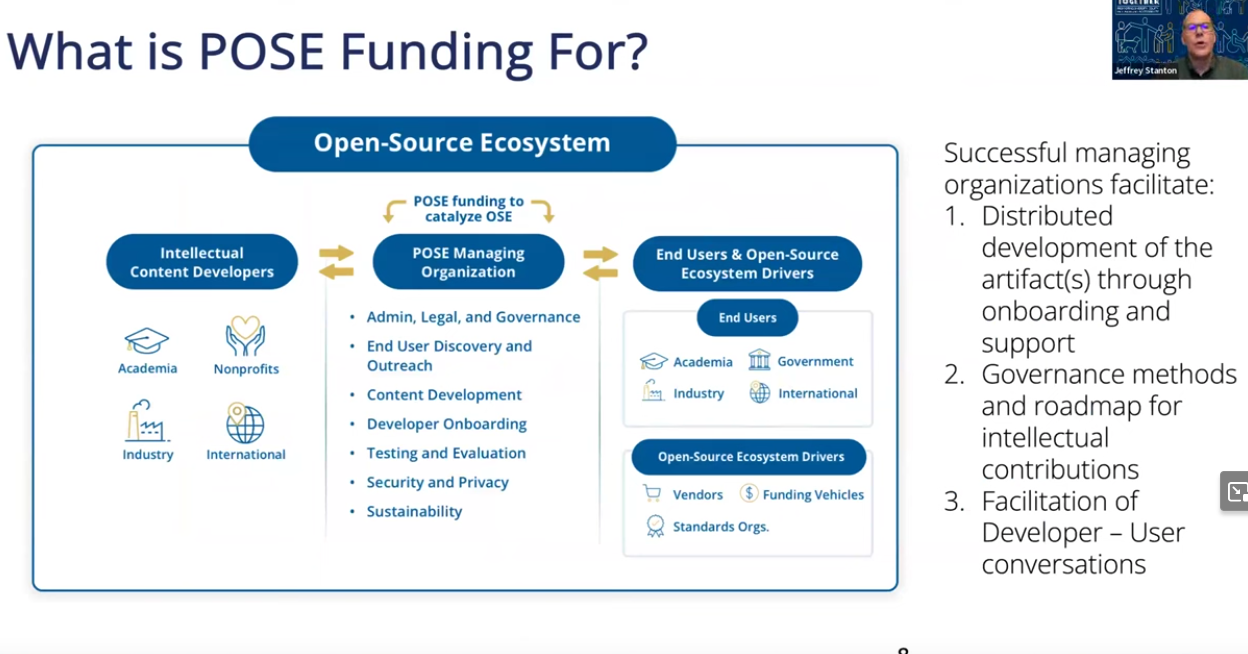 What is POSE Funding For?
TOGETHER
Jeffrey Stanton
Open-Source Ecosystem
POSE funding to
catalyze OSE
Intellectual
Content Developers
Academia
Nonprofits
Industry
International
POSE Managing
Organization
• Admin, Legal, and Governance
• End User Discovery and
Outreach
• Content Development
• Developer Onboarding
• Testing and Evaluation
• Security and Privacy
• Sustainability
End Users & Open-Source
Ecosystem Drivers
End Users
Academia
Government
Industry
International
Open-Source Ecosystem Drivers
Vendors
Funding Vehicles
Standards Orgs.
Successful managing
organizations facilitate:
1. Distributed
development of the
artifact(s) through
onboarding and
support
2. Governance methods
and roadmap for
intellectual
contributions
3. Facilitation of
Developer – User
conversations